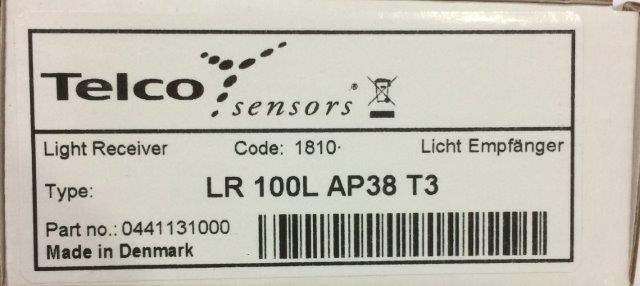 Telco sensors®
Light Receiver Code: 1810· Licht Empfänger
Type: LR 100L AP38 T3
Part no.: 0441131000
Made in Denmark